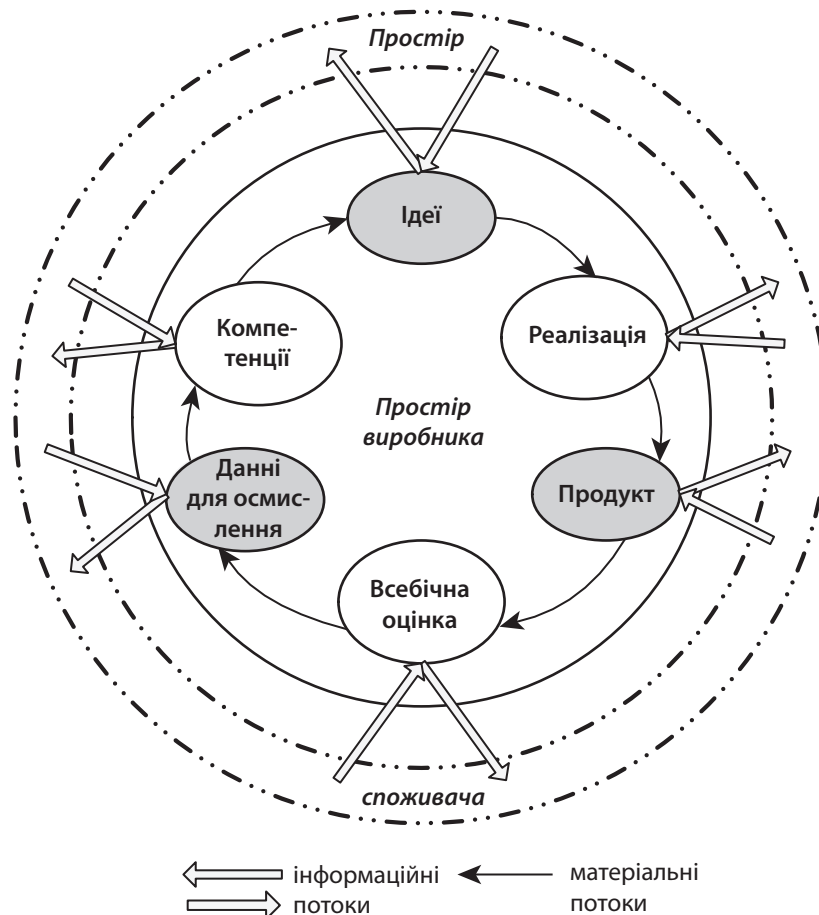 Простір
Ідеї
Компе-
тенції
Реалізація
Простір
виробника
Данні
для осмис-
лення
Продукт
Всебічна
оцінка
споживача
інформаційні
потоки
матеріальні
потоки